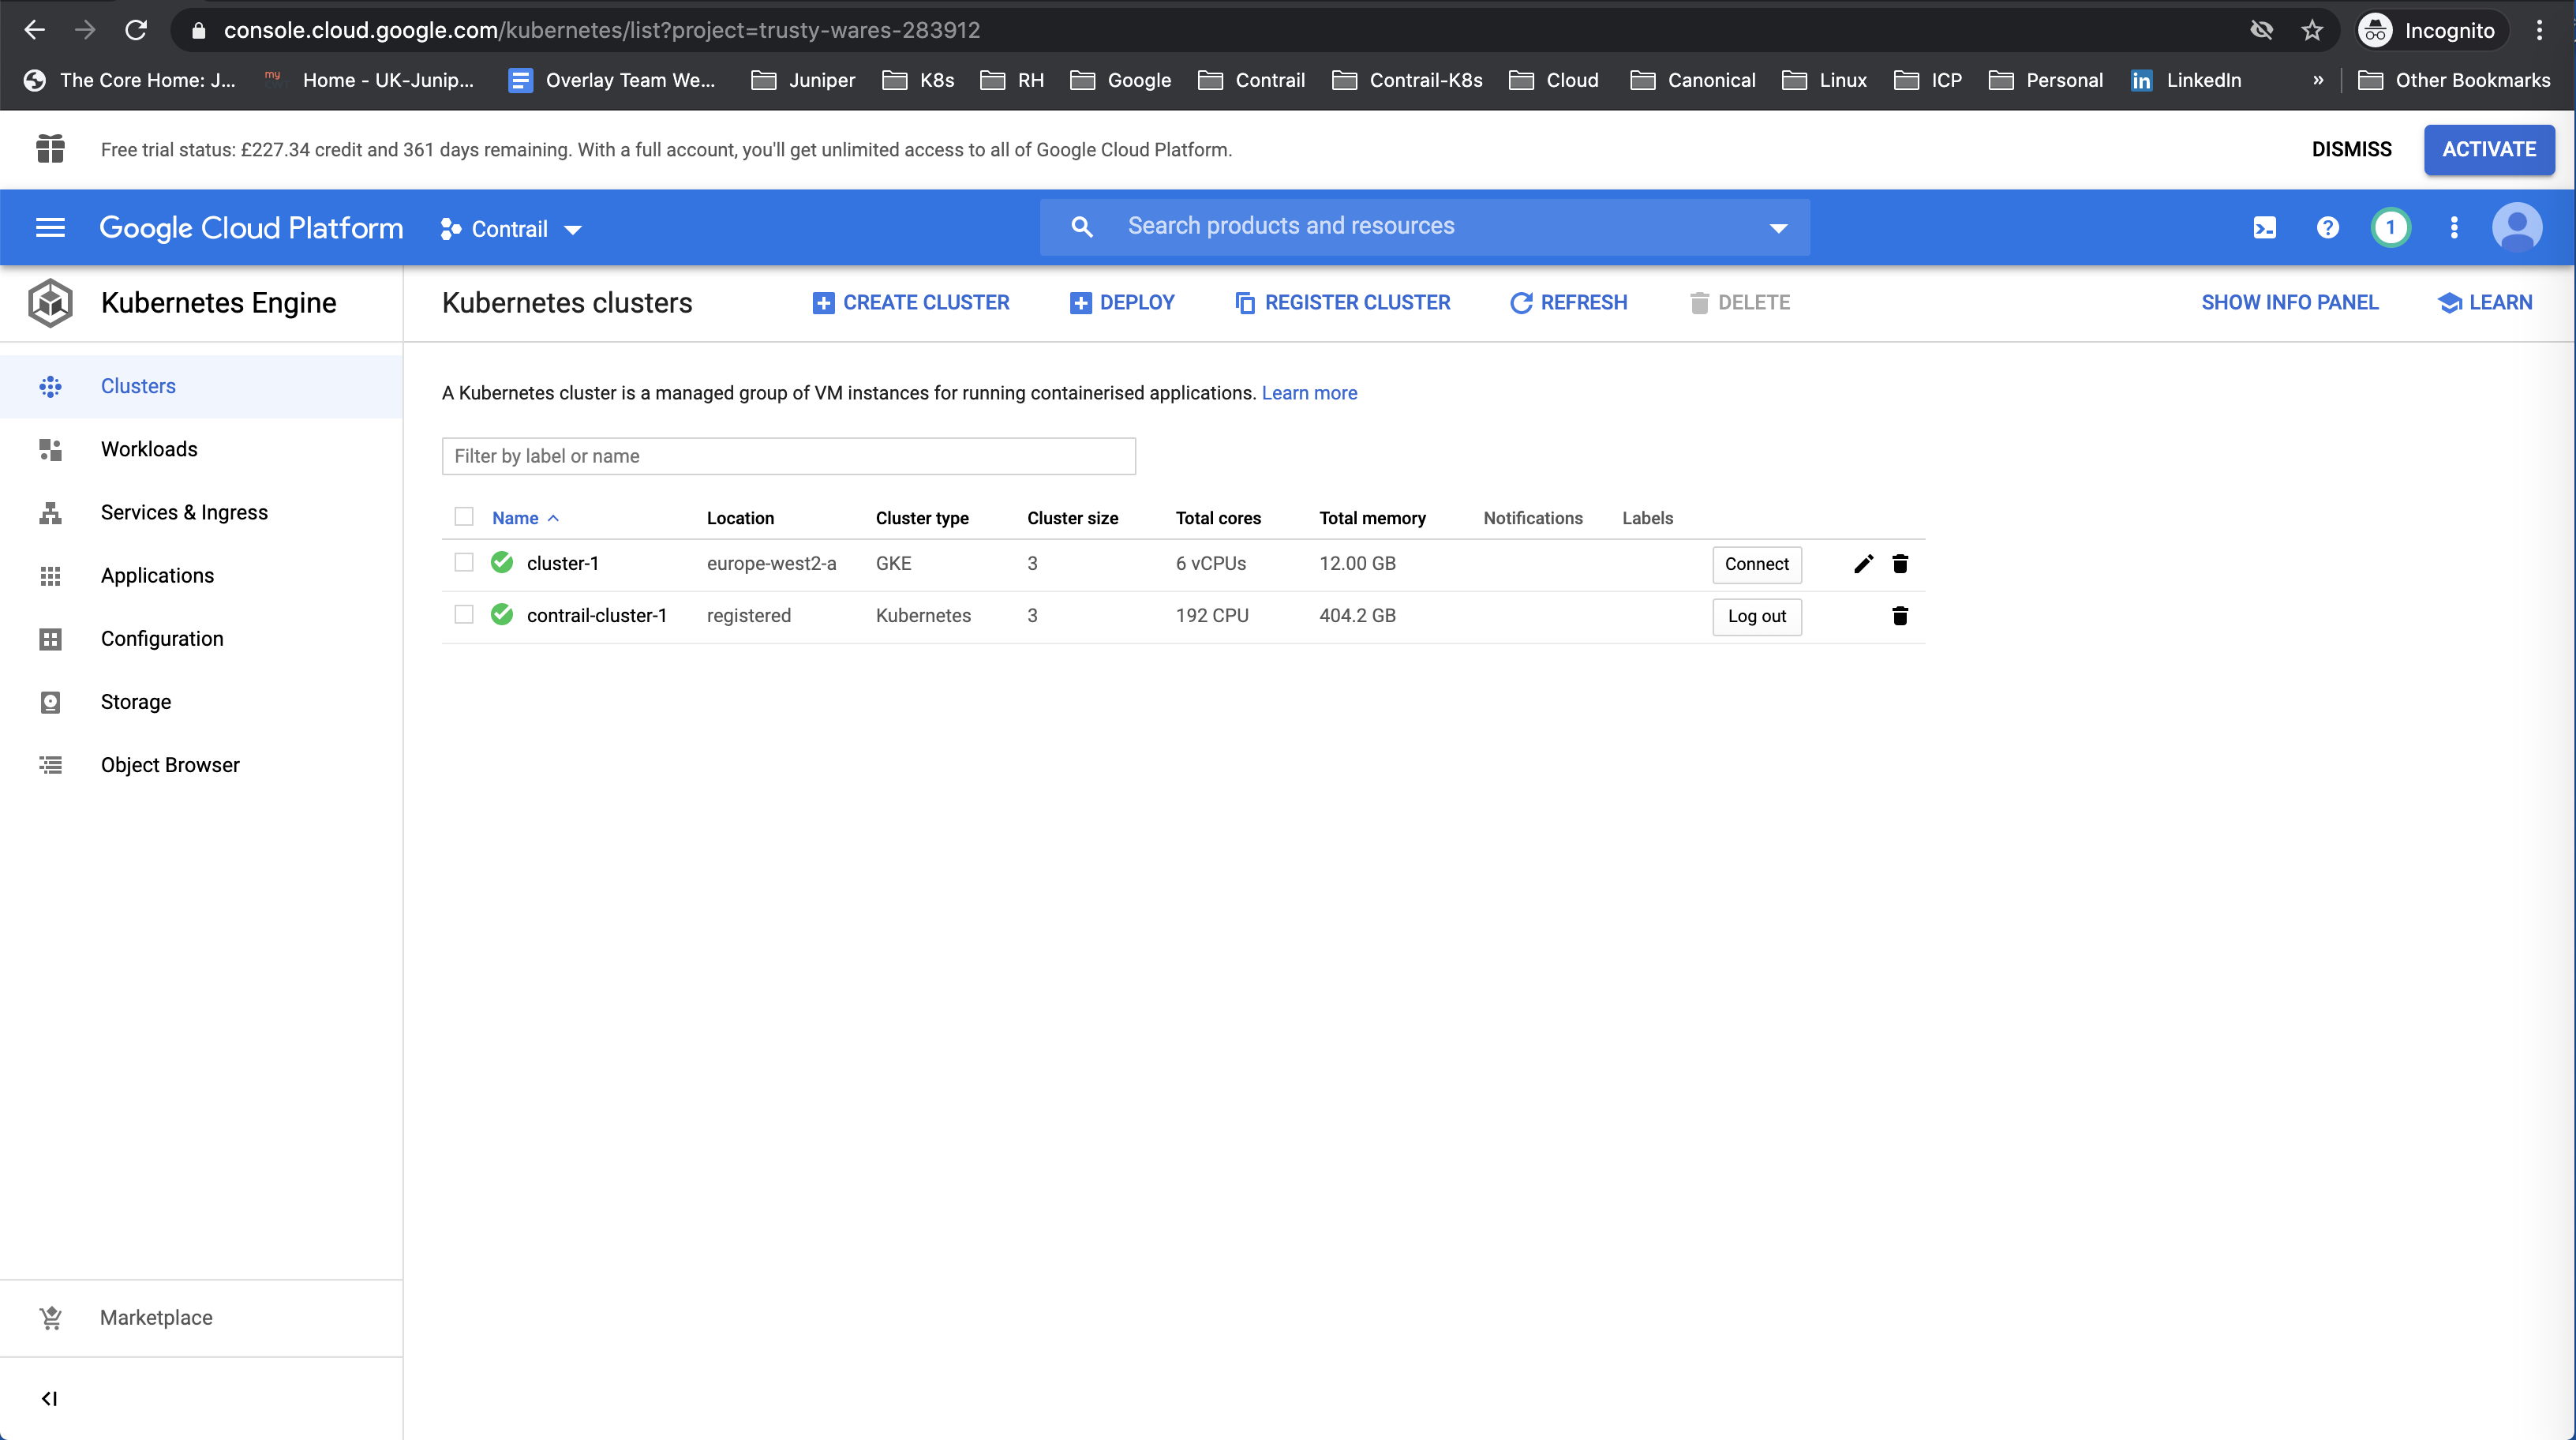 console.cloud.google.com/kubernetes/list?project=trusty-wares-283912
Incognito
The Core Home: J...
my
Home - UK-Junip...
Overlay Team We...
Juniper
K8s
RH
Google
Contrail
Contrail-K8s
Cloud
Canonical
Linux
ICP
Personal
in
LinkedIn
»
Other Bookmarks
Free trial status: £227.34 credit and 361 days remaining. With a full account, you'll get unlimited access to all of Google Cloud Platform.
DISMISS
ACTIVATE
Google Cloud Platform
Contrail
Search products and resources
?
1
Kubernetes Engine
Kubernetes clusters
CREATE CLUSTER
DEPLOY
REGISTER CLUSTER
REFRESH
DELETE
SHOW INFO PANEL
LEARN
Clusters
Workloads
Services & Ingress
Applications
Configuration
Storage
Object Browser
A Kubernetes cluster is a managed group of VM instances for running containerised applications. Learn more
Filter by label or name
Name Location Cluster type Cluster size Total cores Total memory Notifications Labels
cluster-1 europe-west2-a GKE 3 6 vCPUs 12.00 GB Connect
contrail-cluster-1 registered Kubernetes 3 192 CPU 404.2 GB Log out
Marketplace